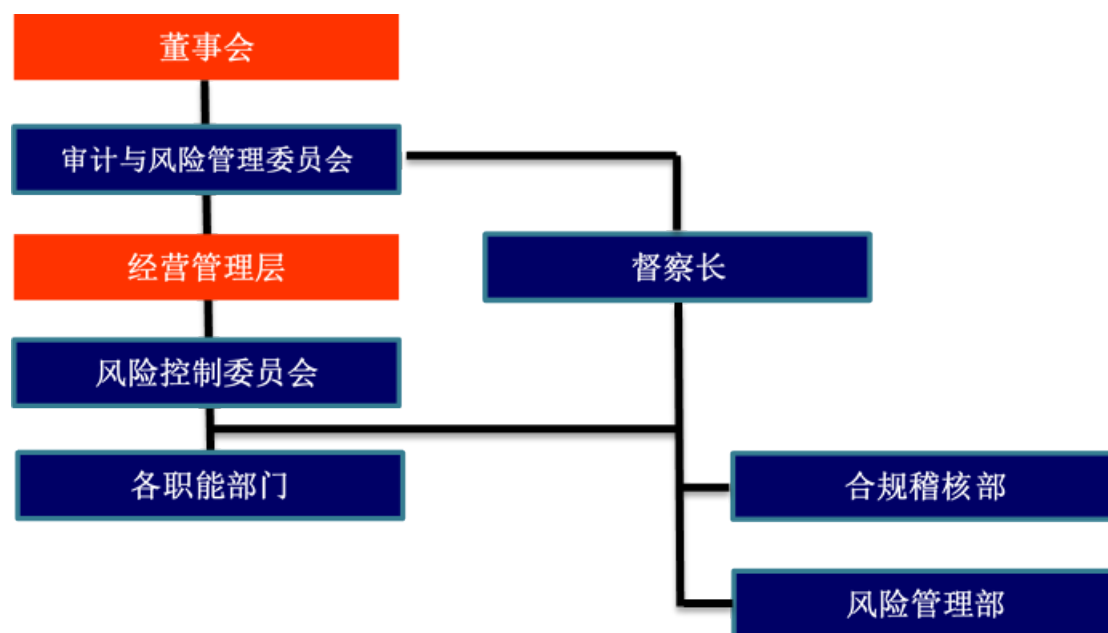 董事会
审计与风险管理委员会
经营管理层
督察长
风险控制委员会
各职能部门
合规稽核部
风险管理部